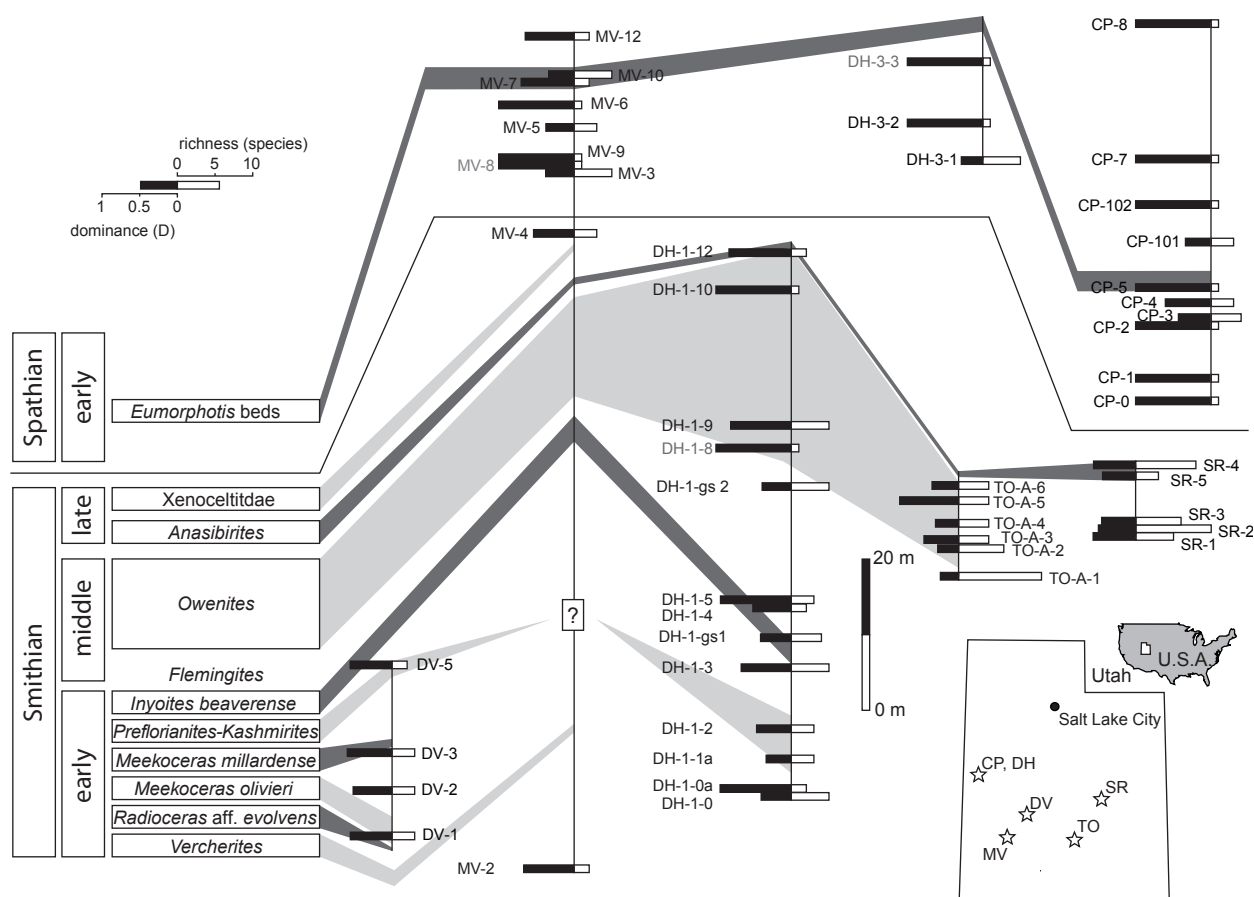 richness (species)
0 5 10
1 0.5 0
dominance (D)
Spathian
early
Eumorphotis beds
Smithian
late
Xenoceltitdae
Anasibirites
middle
Owenites
Flemingites
early
Inyoites beaverense
Preflorianites-Kashmirites
Meekoceras millardense
Meekoceras olivieri
Radioceras aff. evolvens
Vercherites
DV-5
DV-3
DV-2
DV-1
MV-12
MV-10
MV-7
MV-6
MV-5
MV-9
MV-8
MV-3
MV-4
?
MV-2
DH-3-3
DH-3-2
DH-3-1
DH-1-12
DH-1-10
DH-1-9
DH-1-8
DH-1-gs 2
DH-1-5
DH-1-4
DH-1-gs1
DH-1-3
DH-1-2
DH-1-1a
DH-1-0a
DH-1-0
20 m
0 m
TO-A-6
TO-A-5
TO-A-4
TO-A-3
TO-A-2
TO-A-1
CP-8
CP-7
CP-102
CP-101
CP-5
CP-4
CP-3
CP-2
CP-1
CP-0
SR-4
SR-5
SR-3
SR-2
SR-1
U.S.A.
Utah
Salt Lake City
CP, DH
DV
SR
MV
TO